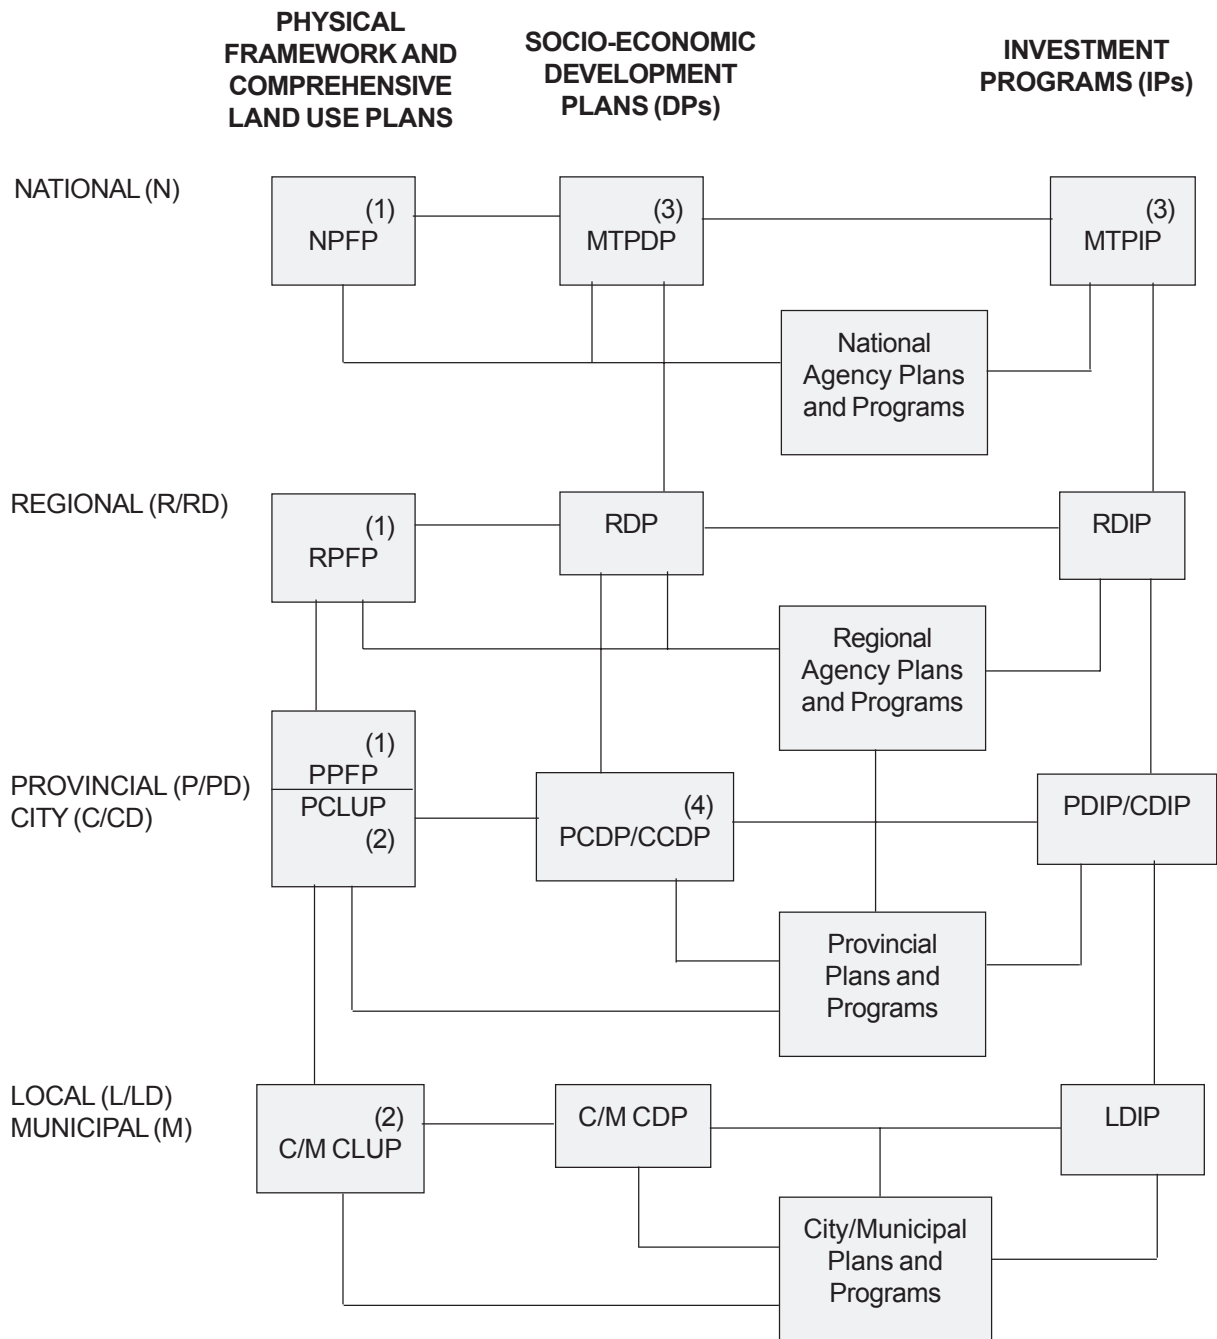 PHYSICAL
FRAMEWORK AND
COMPREHENSIVE
LAND USE PLANS
SOCIO-ECONOMIC
DEVELOPMENT
PLANS (DPs)
INVESTMENT
PROGRAMS (IPs)
NATIONAL (N)
(1)
NPFP
(3)
MTPDP
(3)
MTPIP
National
Agency Plans
and Programs
REGIONAL (R/RD)
(1)
RPFP
RDP
RDIP
Regional
Agency Plans
and Programs
PROVINCIAL (P/PD)
CITY (C/CD)
(1)
PPFP
PCLUP
(2)
(4)
PCDP/CCDP
PDIP/CDIP
Provincial
Plans and
Programs
LOCAL (L/LD)
MUNICIPAL (M)
(2)
C/M CLUP
C/M CDP
LDIP
City/Municipal
Plans and
Programs